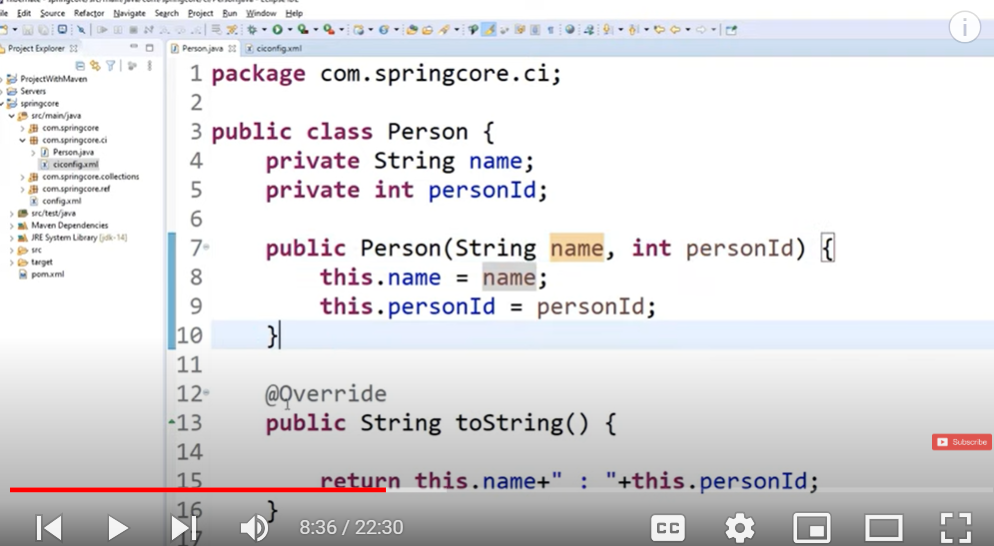 File Edit Source Refactor Navigate Search Project Run Window Help
Project Explorer
Person.java
ciconfig.xml
ProjectWithMaven
Servers
springcore
src/main/java
com.springcore
com.springcore.ci
Person.java
ciconfig.xml
com.springcore.collections
com.springcore.ref
config.xml
src/test/java
Maven Dependencies
JRE System Library [jdk-14]
src
target
pom.xml
1 package com.springcore.ci;
2
3 public class Person {
4 private String name;
5 private int personId;
6
7 public Person(String name, int personId) {
8 this.name = name;
9 this.personId = personId;
10 }
11
12 @Override
13 public String toString() {
14
15 return this.name+" : "+this.personId;
16 }
17
i
Subscribe
8:36 / 22:30
CC